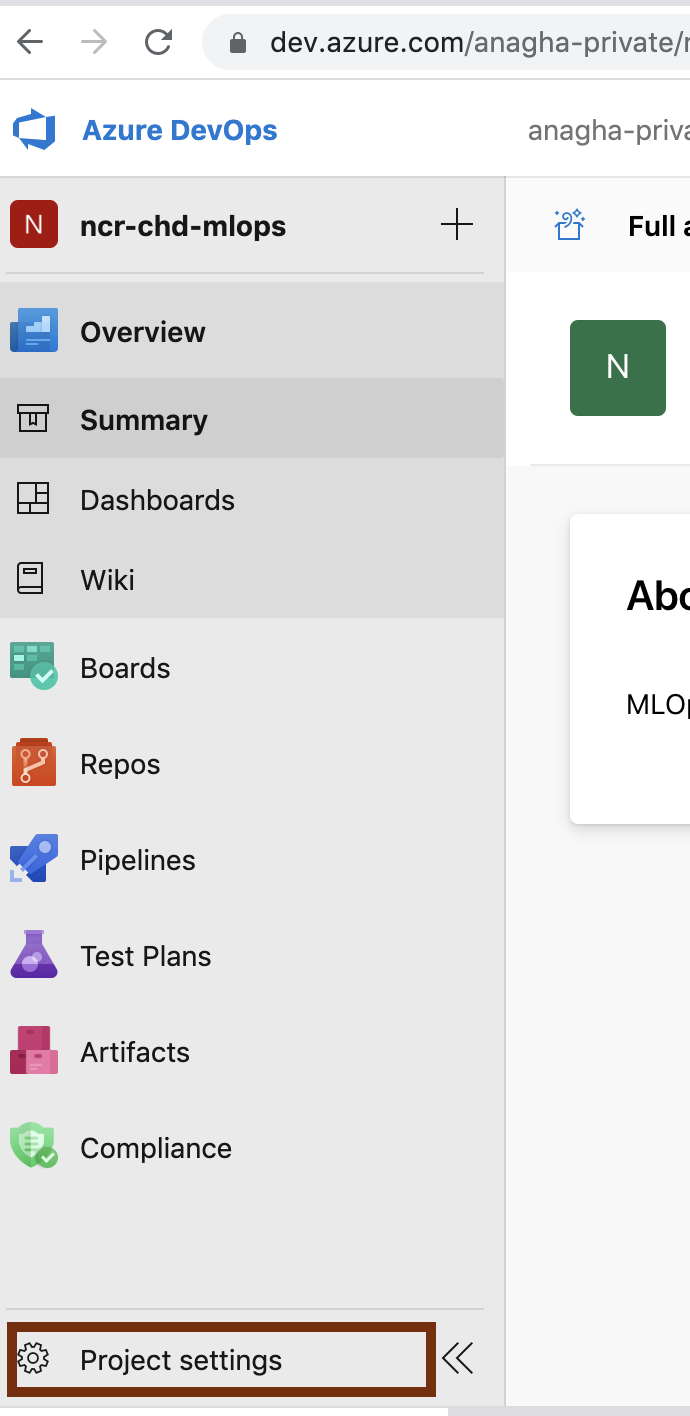 dev.azure.com/anagha-private/
Azure DevOps
anagha-priva
N
ncr-chd-mlops
Full a
Overview
N
Summary
Dashboards
Wiki
Abo
Boards
MLOp
Repos
Pipelines
Test Plans
Artifacts
Compliance
Project settings